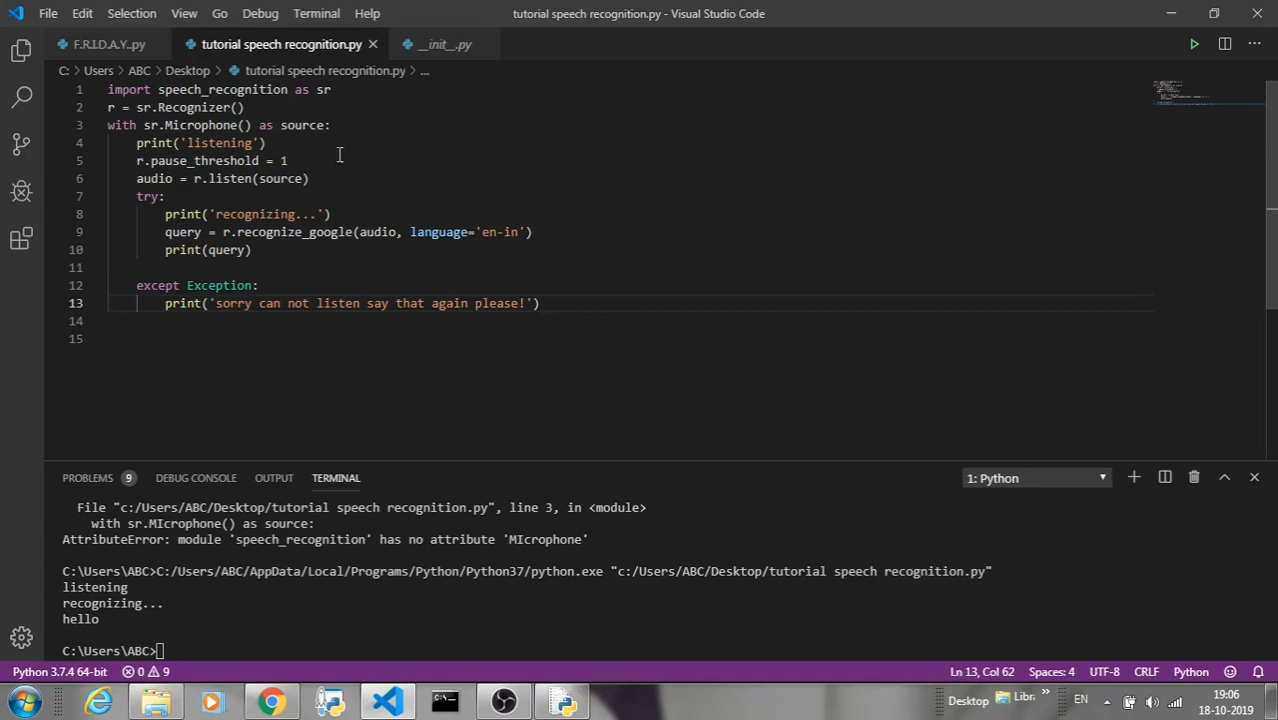 File Edit Selection View Go Debug Terminal Help
tutorial speech recognition.py - Visual Studio Code
F.R.I.D.A.Y..py tutorial speech recognition.py __init__.py
C: > Users > ABC > Desktop > tutorial speech recognition.py > ...
1 import speech_recognition as sr
2 r = sr.Recognizer()
3 with sr.Microphone() as source:
4 print('listening')
5 r.pause_threshold = 1
6 audio = r.listen(source)
7 try:
8 print('recognizing...')
9 query = r.recognize_google(audio, language='en-in')
10 print(query)
11
12 except Exception:
13 print('sorry can not listen say that again please!')
14
15
PROBLEMS 9 DEBUG CONSOLE OUTPUT TERMINAL 1: Python
File "c:/Users/ABC/Desktop/tutorial speech recognition.py", line 3, in <module>
with sr.MIcrophone() as source:
AttributeError: module 'speech_recognition' has no attribute 'MIcrophone'
C:\Users\ABC>C:/Users/ABC/AppData/Local/Programs/Python/Python37/python.exe "c:/Users/ABC/Desktop/tutorial speech recognition.py"
listening
recognizing...
hello
C:\Users\ABC>
Python 3.7.4 64-bit 0 9 Ln 13, Col 62 Spaces: 4 UTF-8 CRLF Python
Desktop Libr » EN 19:06
18-10-2019